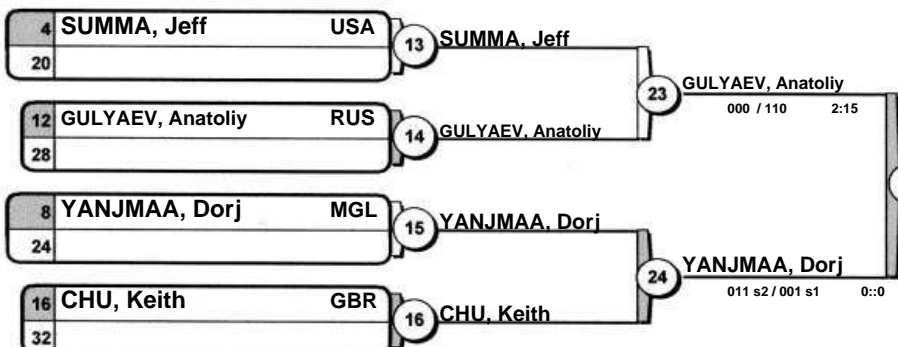 4 SUMMA, Jeff USA
20
13 SUMMA, Jeff
12 GULYAEV, Anatoliy RUS
28
14 GULYAEV, Anatoliy
23 GULYAEV, Anatoliy
000 / 110 2:15
8 YANJMAA, Dorj MGL
24
15 YANJMAA, Dorj
16 CHU, Keith GBR
32
16 CHU, Keith
24 YANJMAA, Dorj
011 s2 / 001 s1 0::0